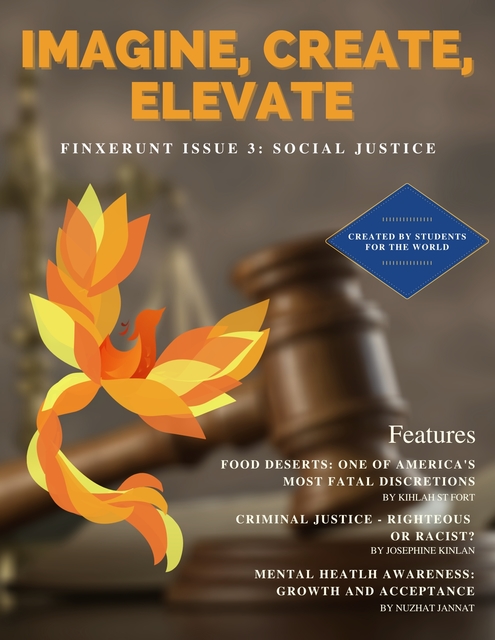 IMAGINE, CREATE,
ELEVATE
FINXERUNT ISSUE 3: SOCIAL JUSTICE
CREATED BY STUDENTS
FOR THE WORLD
Features
FOOD DESERTS: ONE OF AMERICA'S
MOST FATAL DISCRETIONS
BY KIHLAH ST FORT
CRIMINAL JUSTICE - RIGHTEOUS
OR RACIST?
BY JOSEPHINE KINLAN
MENTAL HEATLH AWARENESS:
GROWTH AND ACCEPTANCE
BY NUZHAT JANNAT